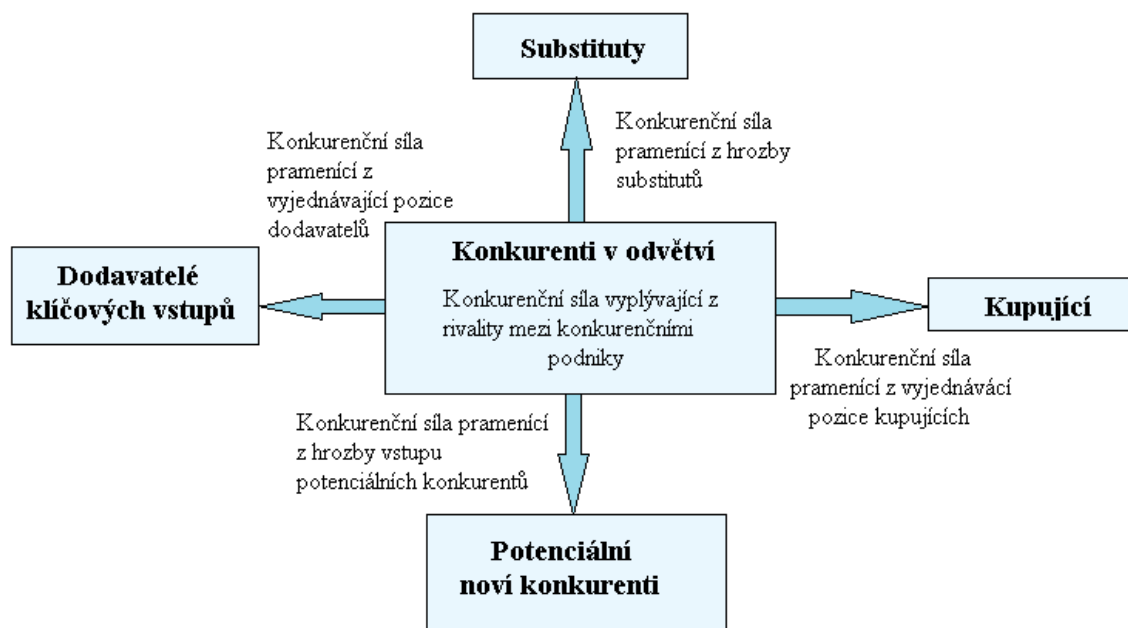 Substituty
Konkurenční síla
pramenící z hrozby
substitutů
Konkurenční síla
pramenící z
vyjednávající pozice
dodavatelů
Konkurenti v odvětví
Konkurenční síla vyplývající z
rivality mezi konkurenčními
podniky
Dodavatelé
klíčových vstupů
Kupující
Konkurenční síla
pramenící z vyjednávácí
pozice kupujících
Konkurenční síla pramenící
z hrozby vstupu
potenciálních konkurentů
Potenciální
noví konkurenti